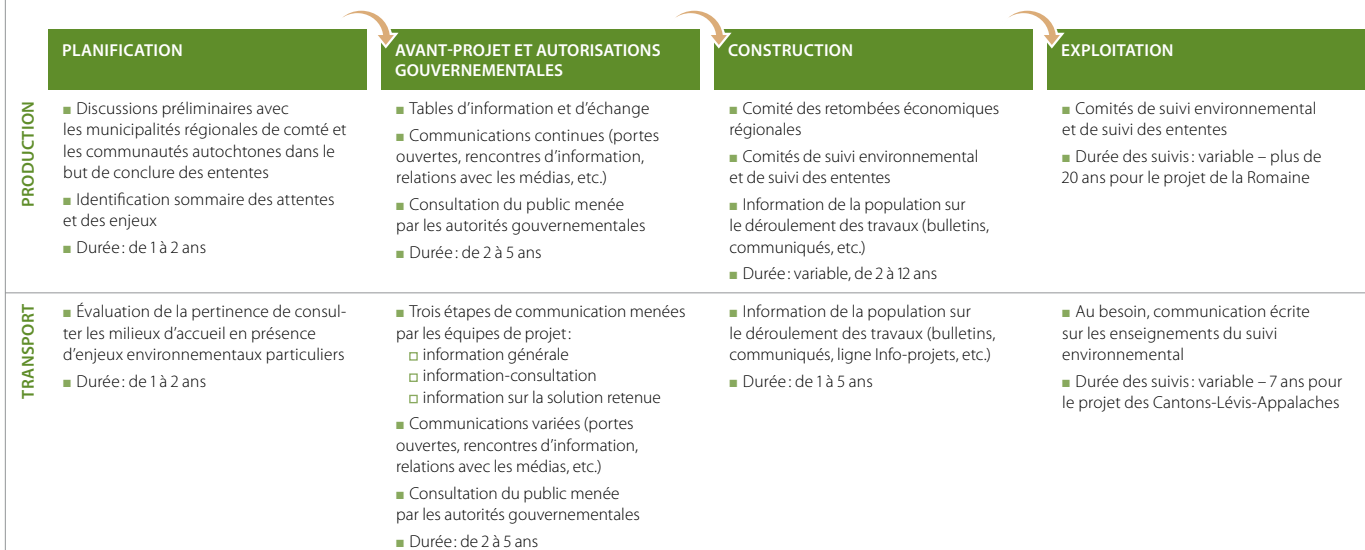 PLANIFICATION
AVANT-PROJET ET AUTORISATIONS
GOUVERNEMENTALES
CONSTRUCTION
EXPLOITATION
PRODUCTION
■ Discussions préliminaires avec
les municipalités régionales de comté et
les communautés autochtones dans le
but de conclure des ententes
■ Identification sommaire des attentes
et des enjeux
■ Durée : de 1 à 2 ans
■ Tables d'information et d'échange
■ Communications continues (portes
ouvertes, rencontres d'information,
relations avec les médias, etc.)
■ Consultation du public menée
par les autorités gouvernementales
■ Durée : de 2 à 5 ans
■ Comité des retombées économiques
régionales
■ Comités de suivi environnemental
et de suivi des ententes
■ Information de la population sur
le déroulement des travaux (bulletins,
communiqués, etc.)
■ Durée : variable, de 2 à 12 ans
■ Comités de suivi environnemental
et de suivi des ententes
■ Durée des suivis : variable – plus de
20 ans pour le projet de la Romaine
TRANSPORT
■ Évaluation de la pertinence de consul-
ter les milieux d'accueil en présence
d'enjeux environnementaux particuliers
■ Durée : de 1 à 2 ans
■ Trois étapes de communication menées
par les équipes de projet :
□ information générale
□ information-consultation
□ information sur la solution retenue
■ Communications variées (portes
ouvertes, rencontres d'information,
relations avec les médias, etc.)
■ Consultation du public menée
par les autorités gouvernementales
■ Durée : de 2 à 5 ans
■ Information de la population sur
le déroulement des travaux (bulletins,
communiqués, ligne Info-projets, etc.)
■ Durée : de 1 à 5 ans
■ Au besoin, communication écrite
sur les enseignements du suivi
environnemental
■ Durée des suivis : variable – 7 ans pour
le projet des Cantons-Lévis-Appalaches